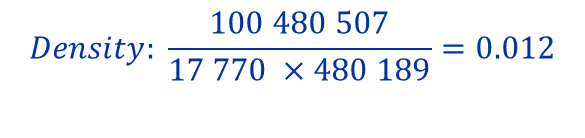 Density: 100 480 507
17 770 × 480 189 = 0.012